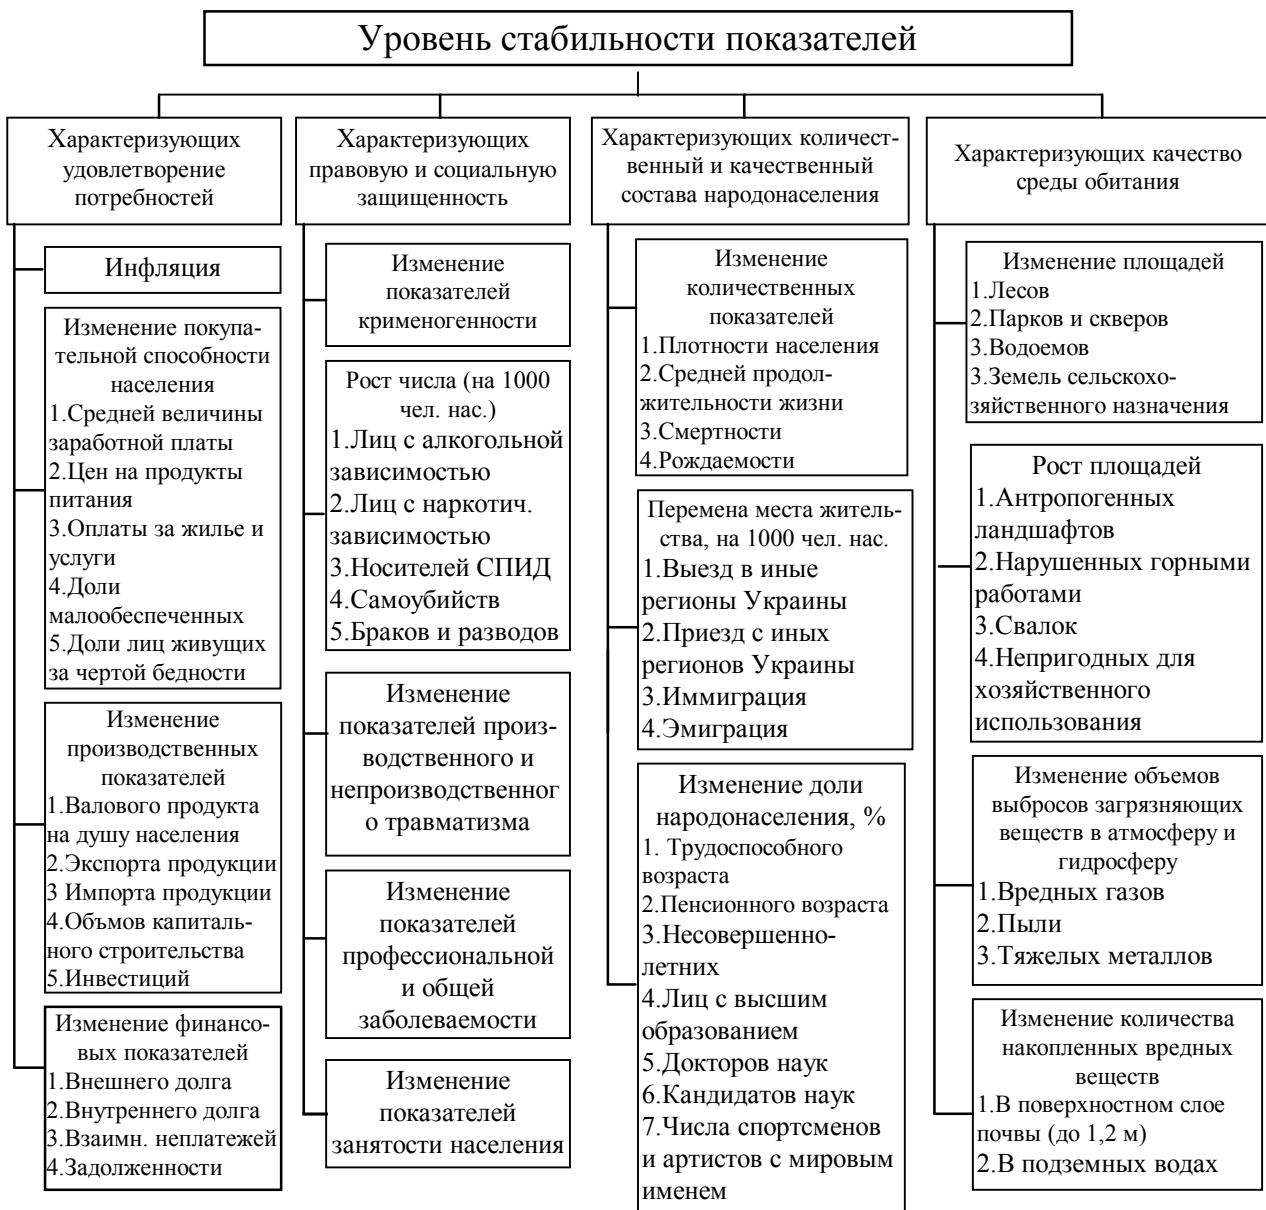 Уровень стабильности показателей
Характеризующих
удовлетворение
потребностей
Инфляция
Изменение покупа-
тельной способности
населения
1.Средней величины
заработной платы
2.Цен на продукты
питания
3.Оплаты за жилье и
услуги
4.Доли
малообеспеченных
5.Доли лиц живущих
за чертой бедности
Изменение
производственных
показателей
1.Валового продукта
на душу населения
2.Экспорта продукции
3 Импорта продукции
4.Объмов капиталь-
ного строительства
5.Инвестиций
Изменение финансо-
вых показателей
1.Внешнего долга
2.Внутреннего долга
3.Взаимн. неплатежей
4.Задолженности
Характеризующих
правовую и социальную
защищенность
Изменение
показателей
крименогенности
Рост числа (на 1000
чел. нас.)
1.Лиц с алкогольной
зависимостью
2.Лиц с наркотич.
зависимостью
3.Носителей СПИД
4.Самоубийств
5.Браков и разводов
Изменение
показателей произ-
водственного и
непроизводственног
о травматизма
Изменение
показателей
профессиональной
и общей
заболеваемости
Изменение
показателей
занятости населения
Характеризующих количест-
венный и качественный
состава народонаселения
Изменение
количественных
показателей
1.Плотности населения
2.Средней продол-
жительности жизни
3.Смертности
4.Рождаемости
Перемена места житель-
ства, на 1000 чел. нас.
1.Выезд в иные
регионы Украины
2.Приезд с иных
регионов Украины
3.Иммиграция
4.Эмиграция
Изменение доли
народонаселения, %
1. Трудоспособного
возраста
2.Пенсионного возраста
3.Несовершенно-
летних
4.Лиц с высшим
образованием
5.Докторов наук
6.Кандидатов наук
7.Числа спортсменов
и артистов с мировым
именем
Характеризующих качество
среды обитания
Изменение площадей
1.Лесов
2.Парков и скверов
3.Водоемов
3.Земель сельскохо-
зяйственного назначения
Рост площадей
1.Антропогенных
ландшафтов
2.Нарушенных горными
работами
3.Свалок
4.Непригодных для
хозяйственного
использования
Изменение объемов
выбросов загрязняющих
веществ в атмосферу и
гидросферу
1.Вредных газов
2.Пыли
3.Тяжелых металлов
Изменение количества
накопленных вредных
веществ
1.В поверхностном слое
почвы (до 1,2 м)
2.В подземных водах